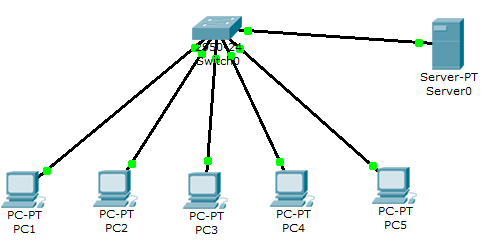 2950-24
Switch0
Server-PT
Server0
PC-PT
PC1
PC-PT
PC2
PC-PT
PC3
PC-PT
PC4
PC-PT
PC5